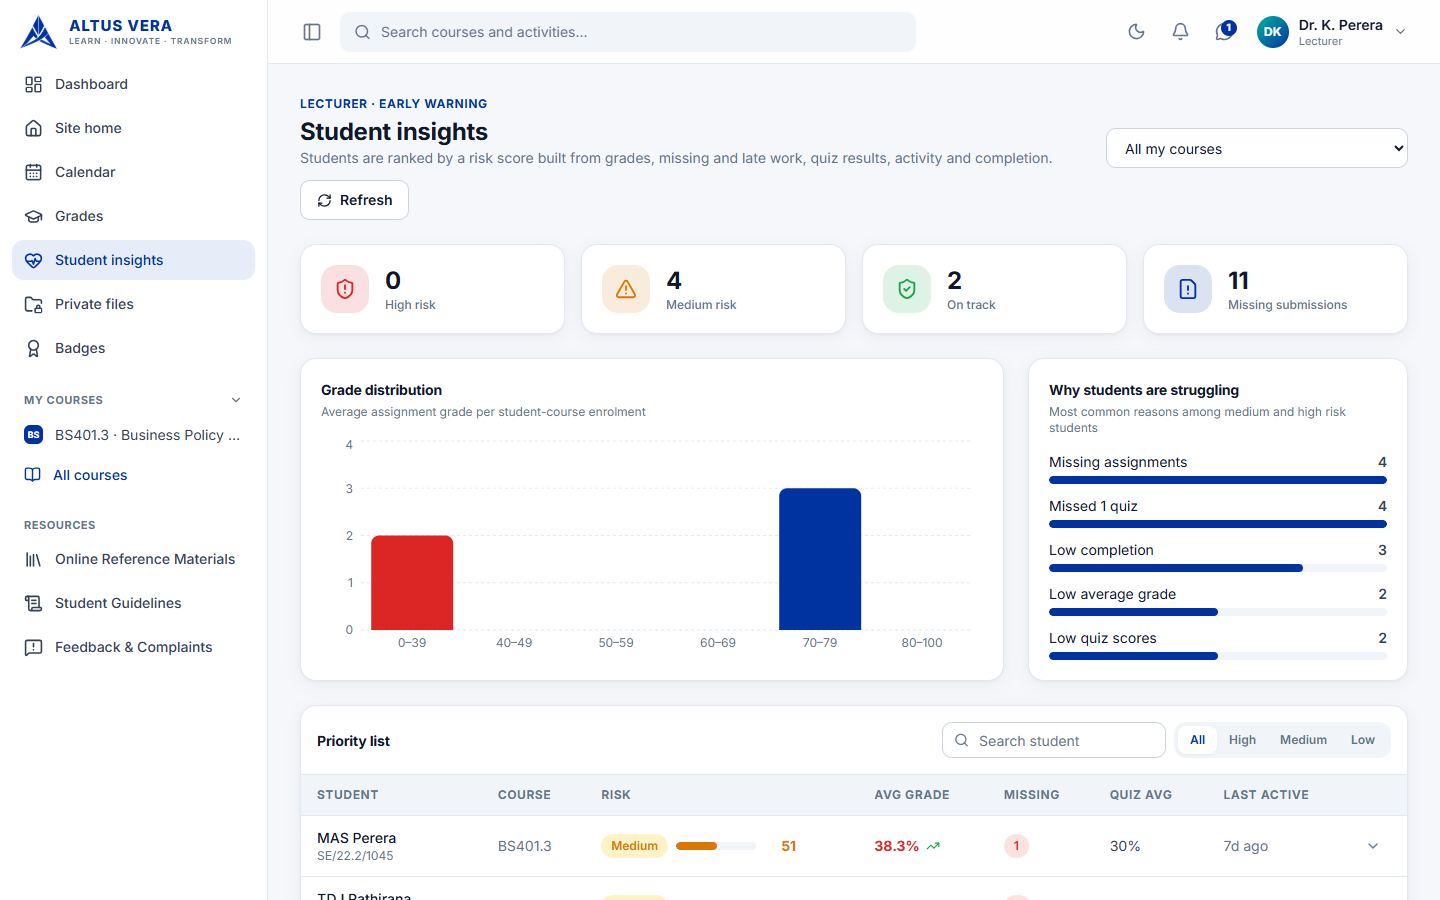 ALTUS VERA
LEARN · INNOVATE · TRANSFORM
Search courses and activities...
1
DK
Dr. K. Perera
Lecturer
Dashboard
Site home
Calendar
Grades
Student insights
Private files
Badges
MY COURSES
BS
BS401.3 · Business Policy ...
All courses
RESOURCES
Online Reference Materials
Student Guidelines
Feedback & Complaints
LECTURER · EARLY WARNING
Student insights
Students are ranked by a risk score built from grades, missing and late work, quiz results, activity and completion.
All my courses
Refresh
0
High risk
4
Medium risk
2
On track
11
Missing submissions
Grade distribution
Average assignment grade per student-course enrolment
4
3
2
1
0
0–39 40–49 50–59 60–69 70–79 80–100
Why students are struggling
Most common reasons among medium and high risk
students
Missing assignments 4
Missed 1 quiz 4
Low completion 3
Low average grade 2
Low quiz scores 2
Priority list
Search student
All High Medium Low
STUDENT COURSE RISK AVG GRADE MISSING QUIZ AVG LAST ACTIVE
MAS Perera
SE/22.2/1045
BS401.3 Medium 51 38.3% 1 30% 7d ago
TDJ Pathirana